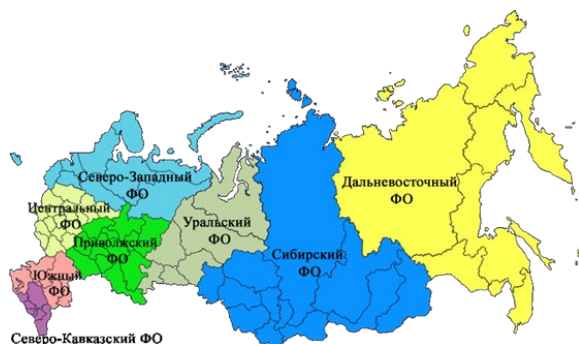 Северо-Западный
ФО
Центральный
ФО
Приволжский
ФО
Уральский
ФО
Южный
ФО
Северо-Кавказский ФО
Сибирский
ФО
Дальневосточный
ФО